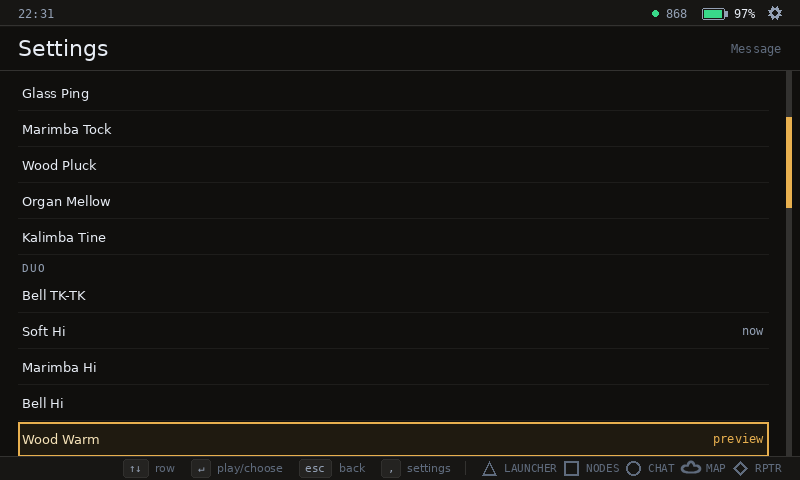 22:31 868 97%
Settings Message
Glass Ping
Marimba Tock
Wood Pluck
Organ Mellow
Kalimba Tine
DUO
Bell TK-TK
Soft Hi now
Marimba Hi
Bell Hi
Wood Warm preview
↑↓ row ↵ play/choose esc back , settings LAUNCHER NODES CHAT MAP RPTR